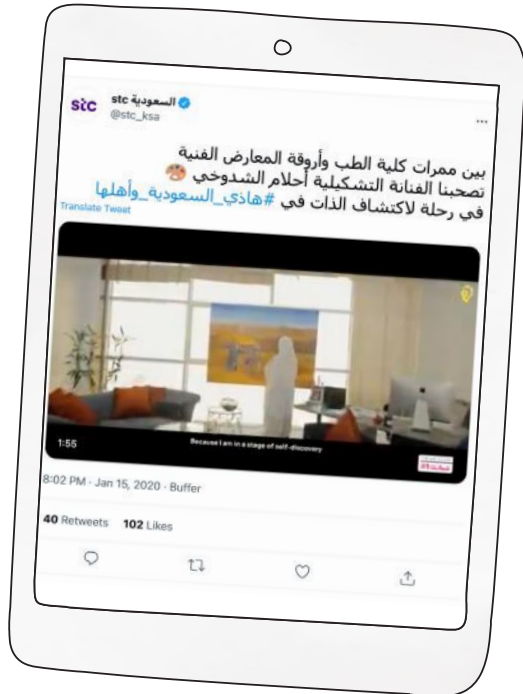 stc السعودية stc
@stc_ksa
بين ممرات كلية الطب وأروقة المعارض الفنية
تصحبنا الفنانة التشكيلية أحلام الشدوخي
في رحلة لاكتشاف الذات في #هاذي_السعودية_وأهلها
Translate Tweet
Because I am in a stage of self-discovery
1:55
8:02 PM · Jan 15, 2020 · Buffer
40 Retweets 102 Likes